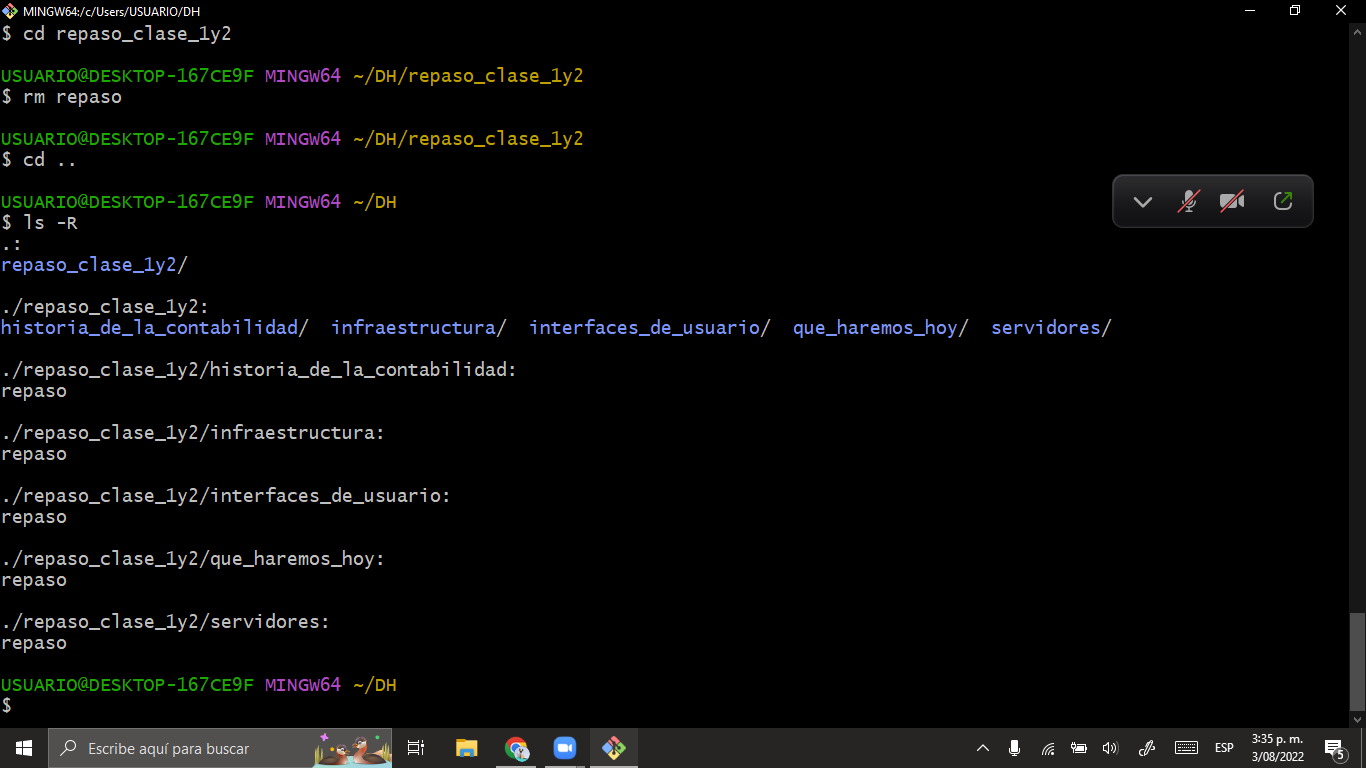 MINGW64:/c/Users/USUARIO/DH
$ cd repaso_clase_1y2
USUARIO@DESKTOP-167CE9F MINGW64 ~/DH/repaso_clase_1y2
$ rm repaso
USUARIO@DESKTOP-167CE9F MINGW64 ~/DH/repaso_clase_1y2
$ cd ..
USUARIO@DESKTOP-167CE9F MINGW64 ~/DH
$ ls -R
.:
repaso_clase_1y2/
./repaso_clase_1y2:
historia_de_la_contabilidad/  infraestructura/  interfaces_de_usuario/  que_haremos_hoy/  servidores/
./repaso_clase_1y2/historia_de_la_contabilidad:
repaso
./repaso_clase_1y2/infraestructura:
repaso
./repaso_clase_1y2/interfaces_de_usuario:
repaso
./repaso_clase_1y2/que_haremos_hoy:
repaso
./repaso_clase_1y2/servidores:
repaso
USUARIO@DESKTOP-167CE9F MINGW64 ~/DH
$
Escribe aquí para buscar
ESP
3:35 p. m.
3/08/2022
5